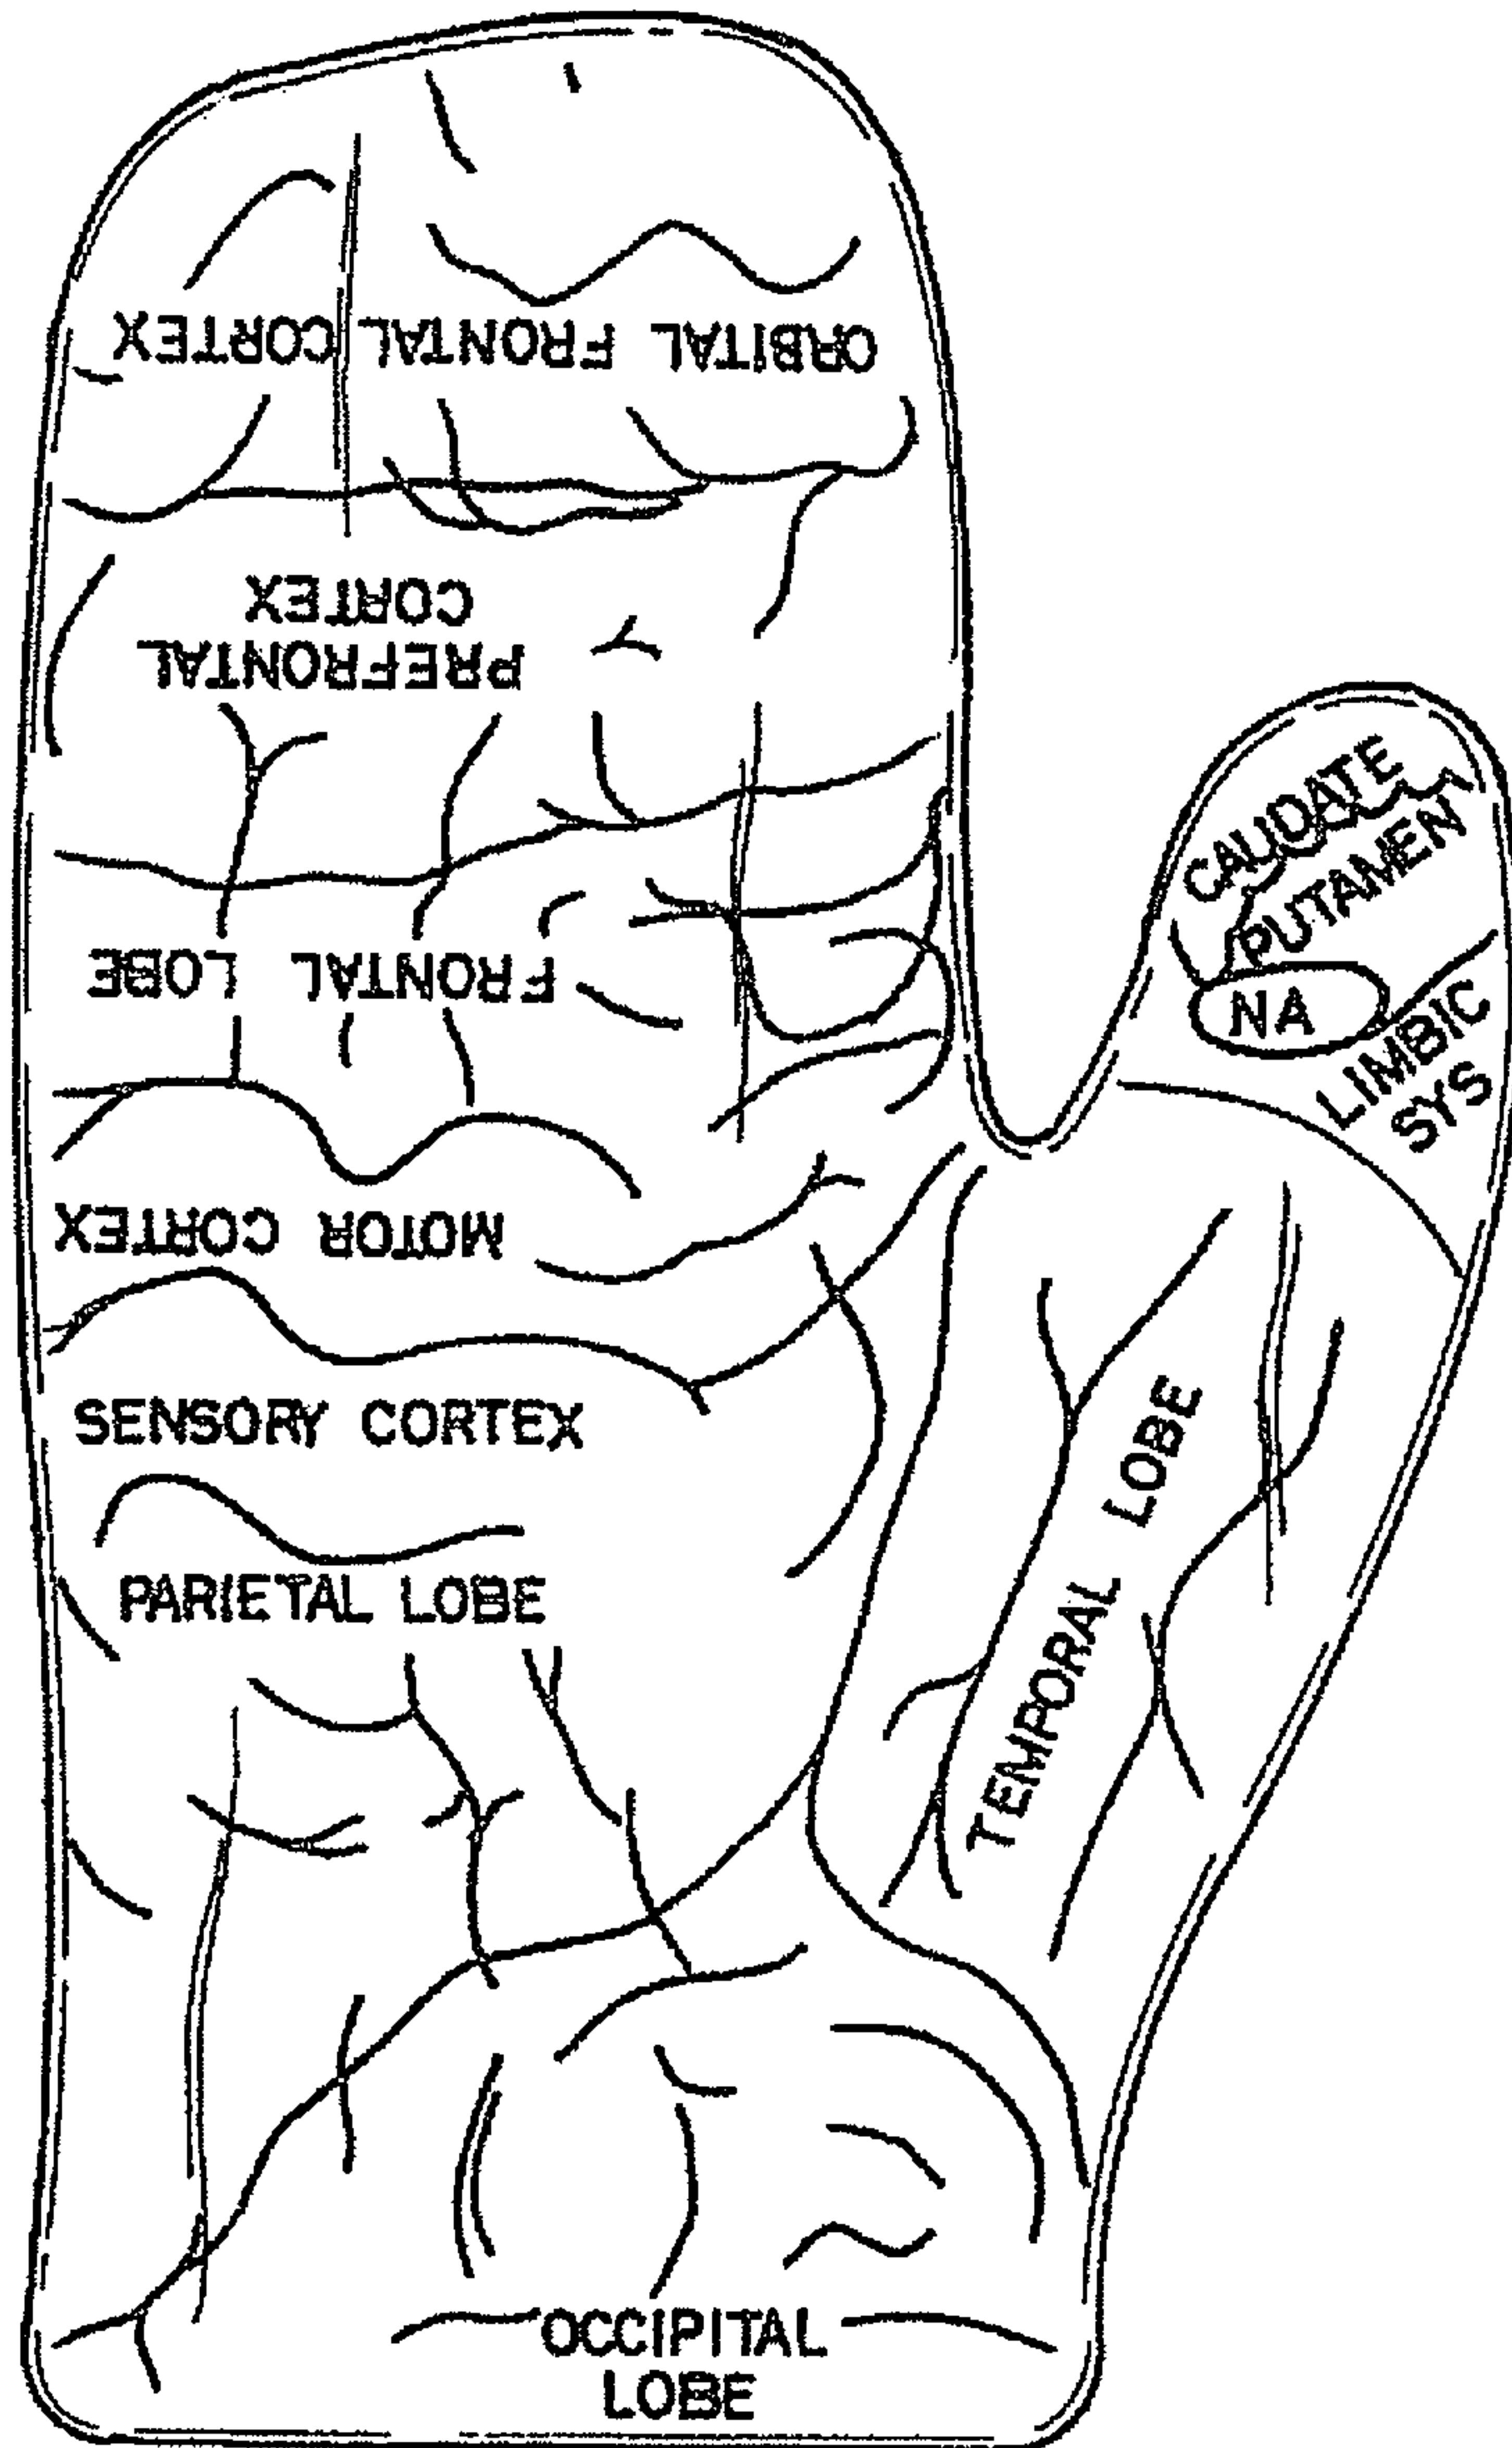 ORBITAL FRONTAL CORTEX
PREFRONTAL
CORTEX
FRONTAL LOBE
MOTOR CORTEX
SENSORY CORTEX
PARIETAL LOBE
CAUDATE
PUTAMEN
NA
LIMBIC
SYS
TEMPORAL LOBE
OCCIPITAL
LOBE